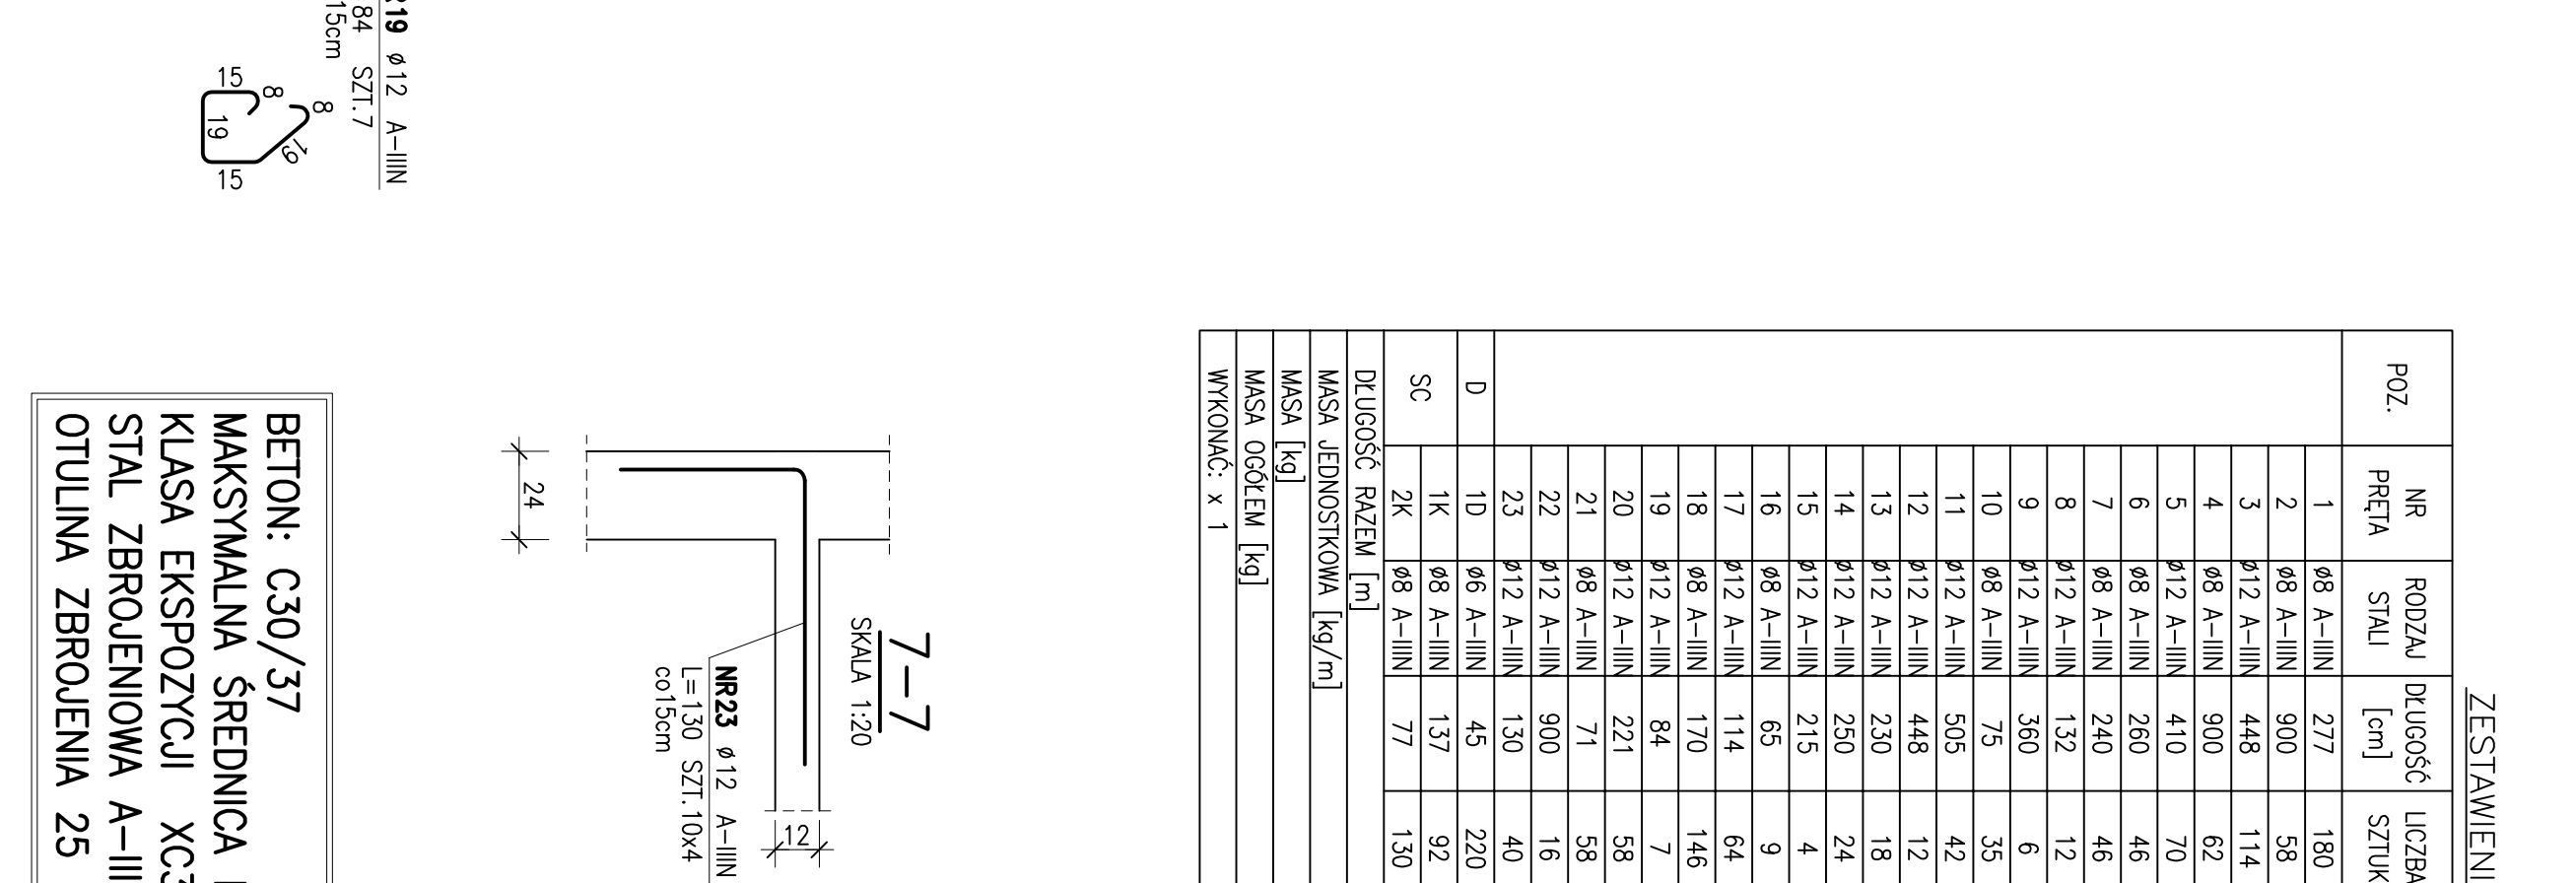 ZESTAWIENI
POZ. NR PRĘTA RODZAJ STALI DŁUGOŚĆ [cm] LICZBA SZTUK
1 ø8 A-IIIN 277 180
2 ø8 A-IIIN 900 58
3 ø12 A-IIIN 448 114
4 ø8 A-IIIN 900 62
5 ø12 A-IIIN 410 70
6 ø8 A-IIIN 260 46
7 ø8 A-IIIN 240 46
8 ø12 A-IIIN 132 12
9 ø12 A-IIIN 360 6
10 ø8 A-IIIN 75 35
11 ø12 A-IIIN 505 42
12 ø12 A-IIIN 448 12
13 ø12 A-IIIN 230 18
14 ø12 A-IIIN 250 24
15 ø12 A-IIIN 215 4
16 ø8 A-IIIN 65 9
17 ø12 A-IIIN 114 64
18 ø8 A-IIIN 170 146
19 ø12 A-IIIN 84 7
20 ø12 A-IIIN 221 58
21 ø8 A-IIIN 71 58
22 ø12 A-IIIN 900 16
23 ø12 A-IIIN 130 40
D 1D ø6 A-IIIN 45 220
SC 1K ø8 A-IIIN 137 92
2K ø8 A-IIIN 77 130
DŁUGOŚĆ RAZEM [m]
MASA JEDNOSTKOWA [kg/m]
MASA [kg]
MASA OGÓŁEM [kg]
WYKONAĆ: x 1
7-7
SKALA 1:20
NR23 ø12 A-IIIN
L=130 SZT.10x4
co15cm
12
24
R19 ø12 A-IIIN
84 SZT.7
15cm
8
8
19
15
19
15
BETON: C30/37
MAKSYMALNA ŚREDNICA
KLASA EKSPOZYCJI XC3
STAL ZBROJENIOWA A-III
OTULINA ZBROJENIA 25